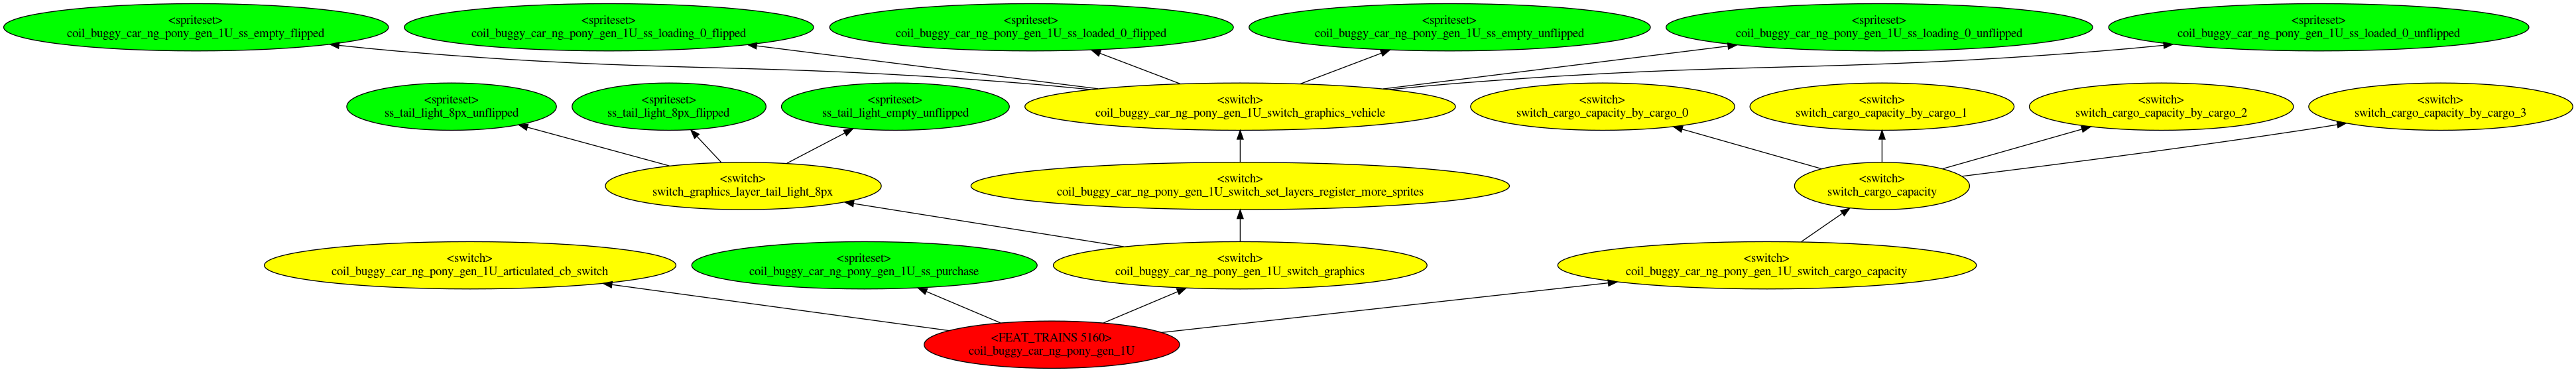 <spriteset>
coil_buggy_car_ng_pony_gen_1U_ss_empty_flipped
<spriteset>
coil_buggy_car_ng_pony_gen_1U_ss_loading_0_flipped
<spriteset>
coil_buggy_car_ng_pony_gen_1U_ss_loaded_0_flipped
<spriteset>
coil_buggy_car_ng_pony_gen_1U_ss_empty_unflipped
<spriteset>
coil_buggy_car_ng_pony_gen_1U_ss_loading_0_unflipped
<spriteset>
coil_buggy_car_ng_pony_gen_1U_ss_loaded_0_unflipped
<spriteset>
ss_tail_light_8px_unflipped
<spriteset>
ss_tail_light_8px_flipped
<spriteset>
ss_tail_light_empty_unflipped
<switch>
coil_buggy_car_ng_pony_gen_1U_switch_graphics_vehicle
<switch>
switch_cargo_capacity_by_cargo_0
<switch>
switch_cargo_capacity_by_cargo_1
<switch>
switch_cargo_capacity_by_cargo_2
<switch>
switch_cargo_capacity_by_cargo_3
<switch>
switch_graphics_layer_tail_light_8px
<switch>
coil_buggy_car_ng_pony_gen_1U_switch_set_layers_register_more_sprites
<switch>
switch_cargo_capacity
<switch>
coil_buggy_car_ng_pony_gen_1U_articulated_cb_switch
<spriteset>
coil_buggy_car_ng_pony_gen_1U_ss_purchase
<switch>
coil_buggy_car_ng_pony_gen_1U_switch_graphics
<switch>
coil_buggy_car_ng_pony_gen_1U_switch_cargo_capacity
<FEAT_TRAINS 5160>
coil_buggy_car_ng_pony_gen_1U